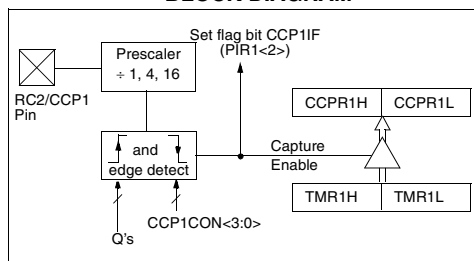 BLOCK DIAGRAM
Set flag bit CCP1IF
(PIR1<2>)
Prescaler
÷ 1, 4, 16
RC2/CCP1
Pin
CCPR1H
CCPR1L
and
edge detect
Capture
Enable
TMR1H
TMR1L
CCP1CON<3:0>
Q's